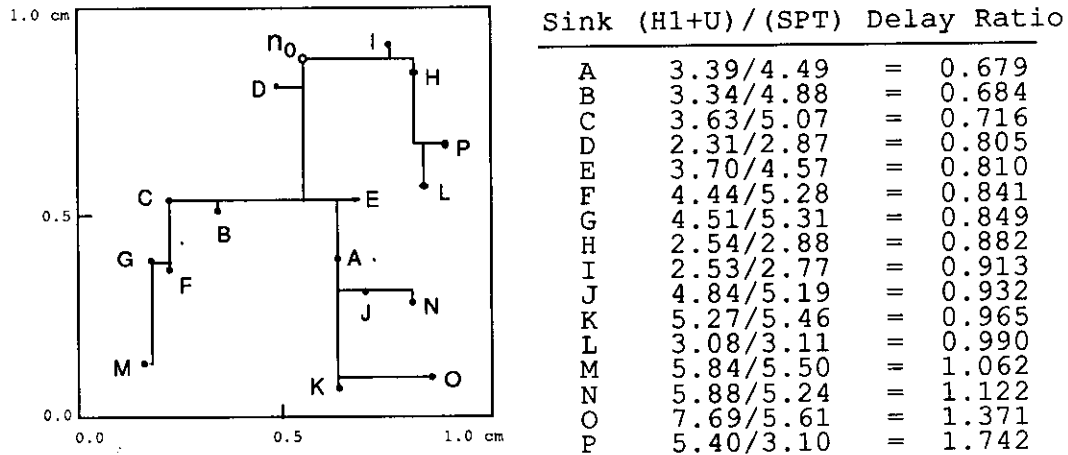 1.0 cm
n0
I
H
D
P
L
C
E
0.5
B
G
A
F
J
N
M
K
O
0.0
0.0
0.5
1.0 cm
Sink (H1+U)/(SPT) Delay Ratio
A 3.39/4.49 = 0.679
B 3.34/4.88 = 0.684
C 3.63/5.07 = 0.716
D 2.31/2.87 = 0.805
E 3.70/4.57 = 0.810
F 4.44/5.28 = 0.841
G 4.51/5.31 = 0.849
H 2.54/2.88 = 0.882
I 2.53/2.77 = 0.913
J 4.84/5.19 = 0.932
K 5.27/5.46 = 0.965
L 3.08/3.11 = 0.990
M 5.84/5.50 = 1.062
N 5.88/5.24 = 1.122
O 7.69/5.61 = 1.371
P 5.40/3.10 = 1.742